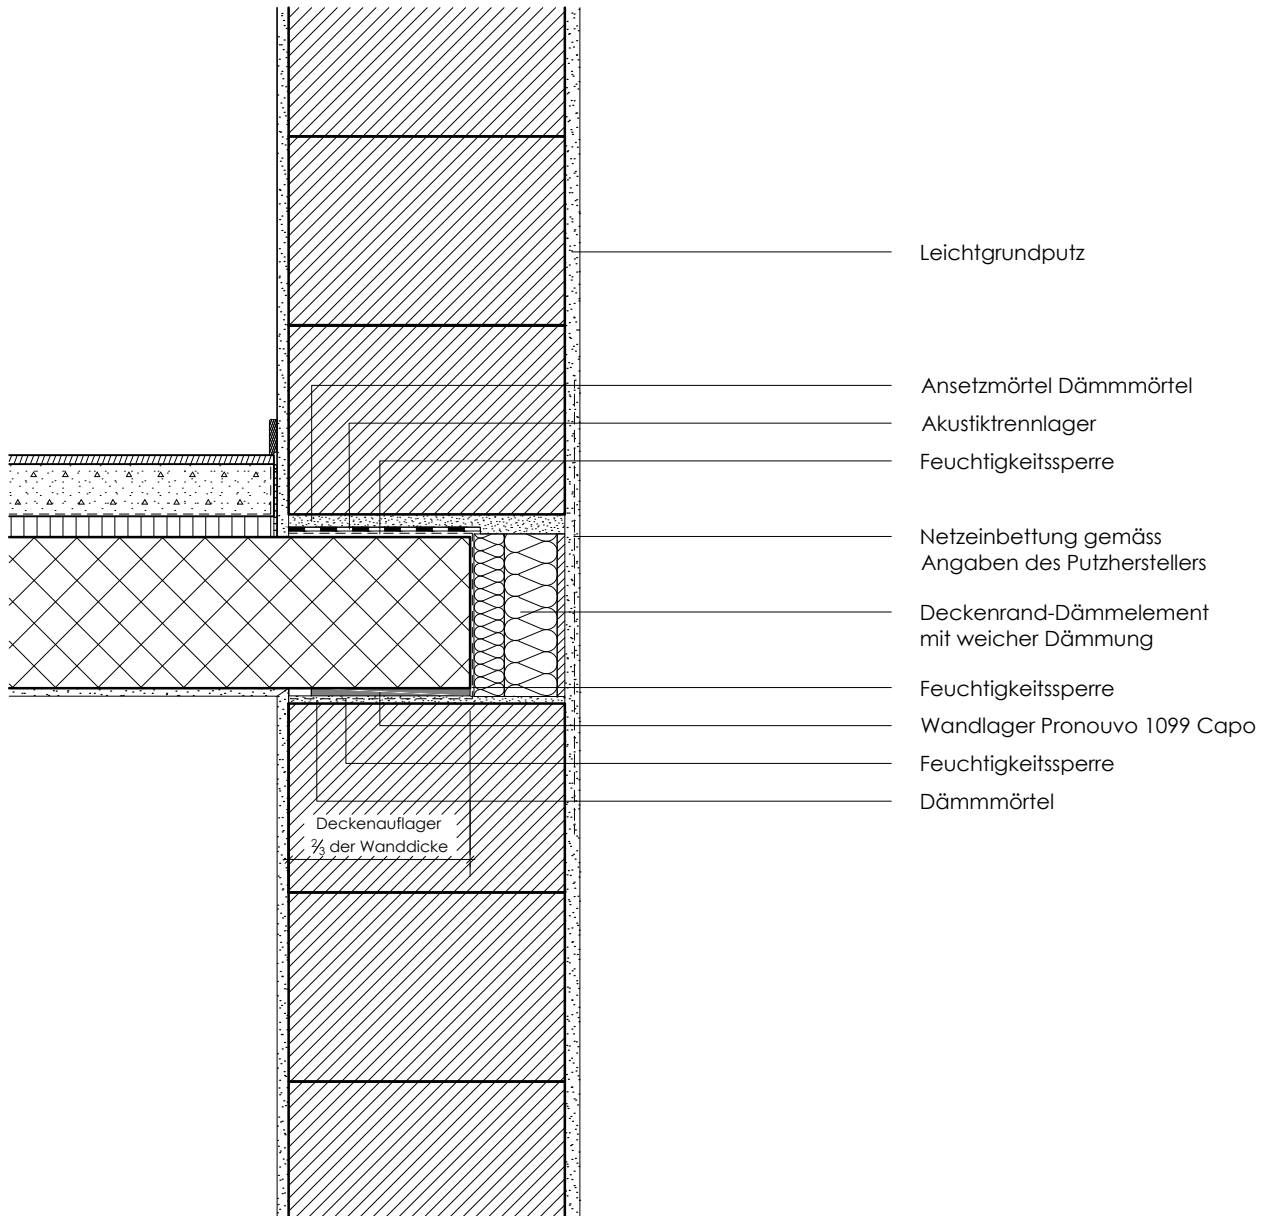 Leichtgrundputz
Ansetzmörtel Dämmmörtel
Akustiktrennlager
Feuchtigkeitssperre
Netzeinbettung gemäss
Angaben des Putzherstellers
Deckenrand-Dämmelement
mit weicher Dämmung
Feuchtigkeitssperre
Wandlager Pronouvo 1099 Capo
Feuchtigkeitssperre
Dämmmörtel
Deckenauflager
⅔ der Wanddicke